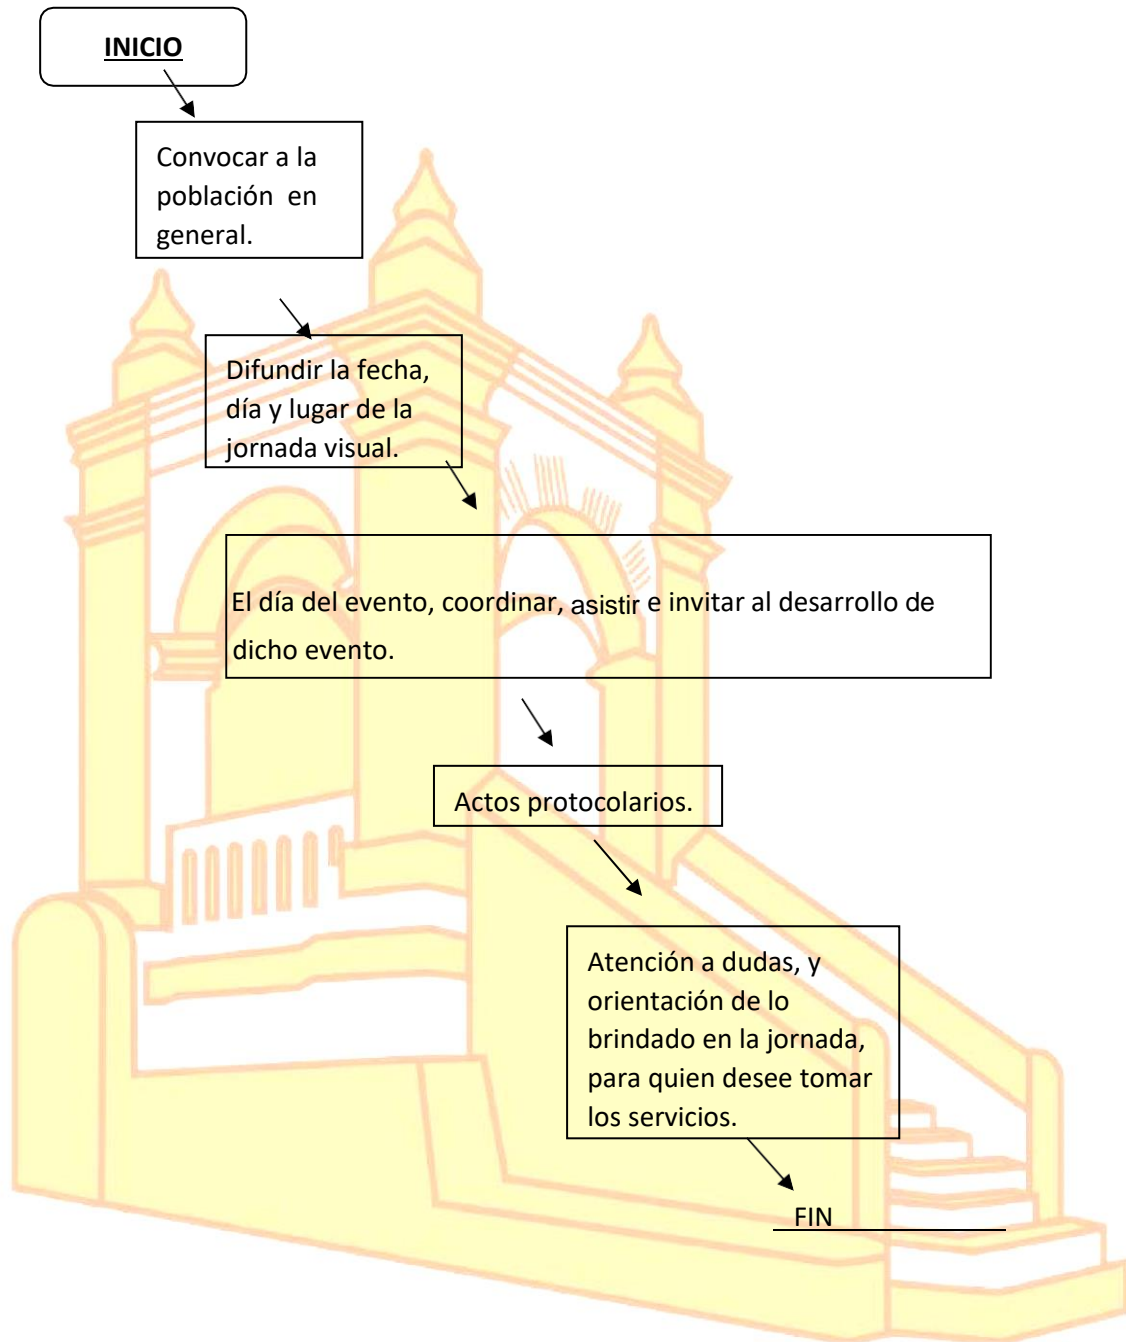 INICIO
Convocar a la
población en
general.
Difundir la fecha,
día y lugar de la
jornada visual.
El día del evento, coordinar, asistir e invitar al desarrollo de
dicho evento.
Actos protocolarios.
Atención a dudas, y
orientación de lo
brindado en la jornada,
para quien desee tomar
los servicios.
FIN